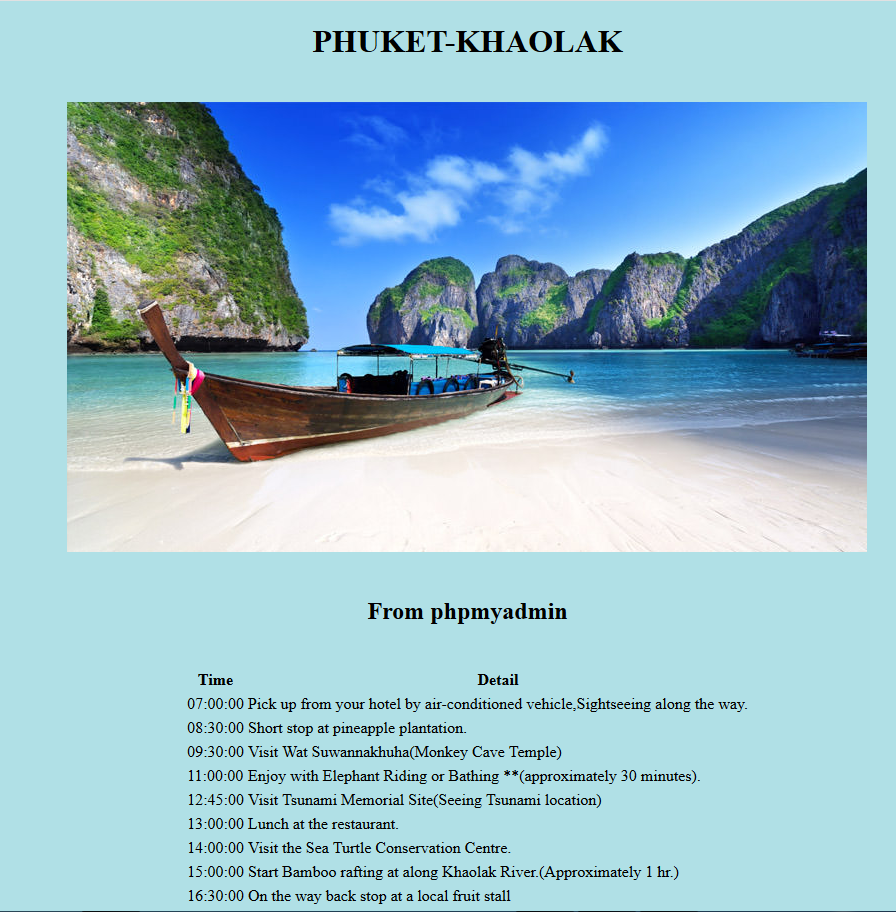 PHUKET-KHAOLAK
From phpmyadmin
Time Detail
07:00:00 Pick up from your hotel by air-conditioned vehicle,Sightseeing along the way.
08:30:00 Short stop at pineapple plantation.
09:30:00 Visit Wat Suwannakhuha(Monkey Cave Temple)
11:00:00 Enjoy with Elephant Riding or Bathing **(approximately 30 minutes).
12:45:00 Visit Tsunami Memorial Site(Seeing Tsunami location)
13:00:00 Lunch at the restaurant.
14:00:00 Visit the Sea Turtle Conservation Centre.
15:00:00 Start Bamboo rafting at along Khaolak River.(Approximately 1 hr.)
16:30:00 On the way back stop at a local fruit stall